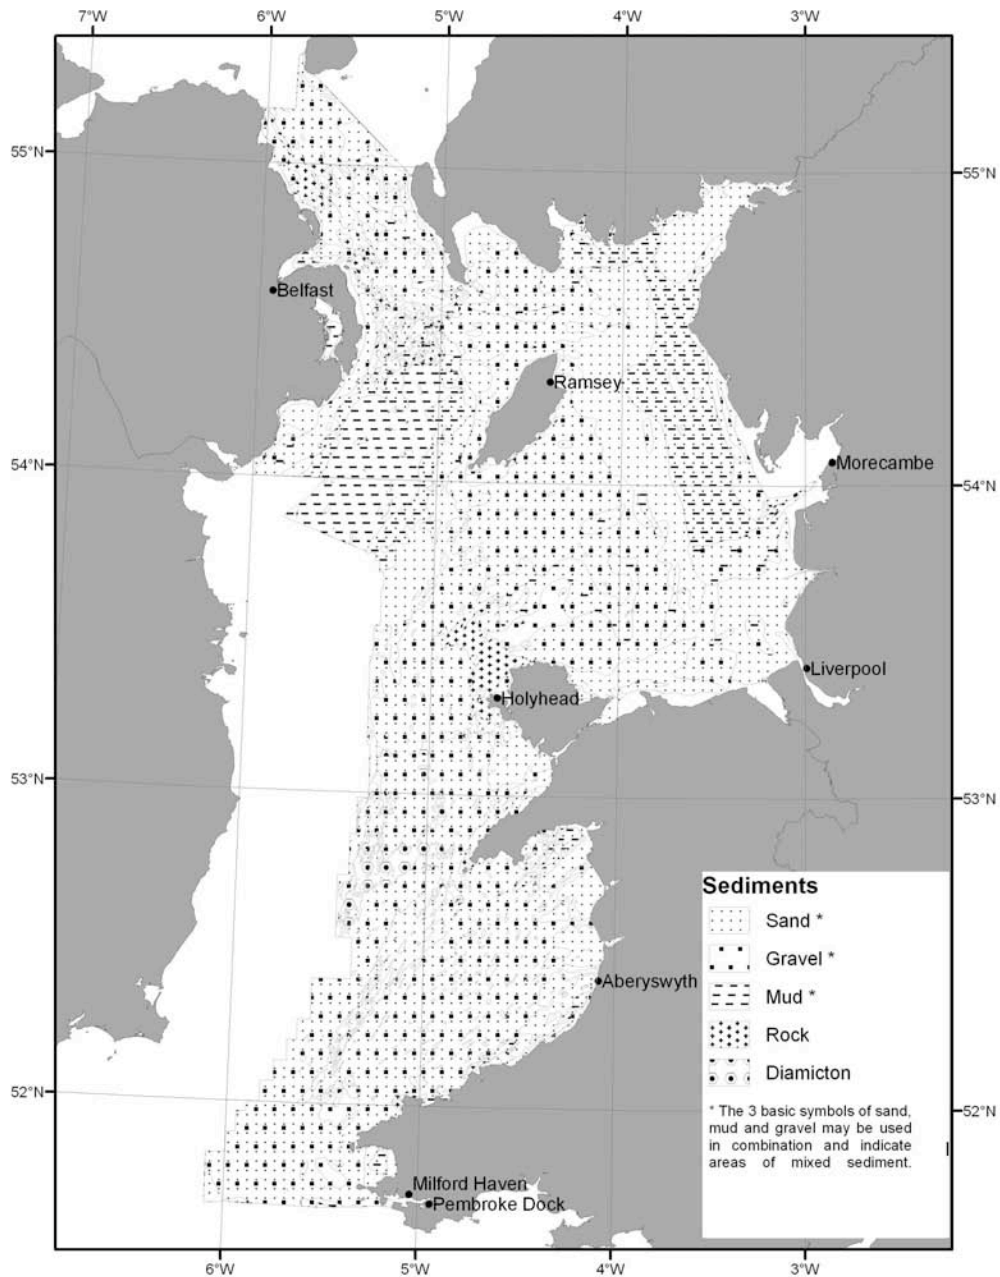 7°W 6°W 5°W 4°W 3°W
55°N 55°N
Belfast
Ramsey
54°N Morecambe
54°N
Liverpool
Holyhead
53°N 53°N
Sediments
Sand *
Gravel *
Aberyswyth
Mud *
Rock
Diamicton
52°N 52°N
* The 3 basic symbols of sand,
mud and gravel may be used
in combination and indicate
areas of mixed sediment.
Milford Haven
Pembroke Dock
6°W 5°W 4°W 3°W